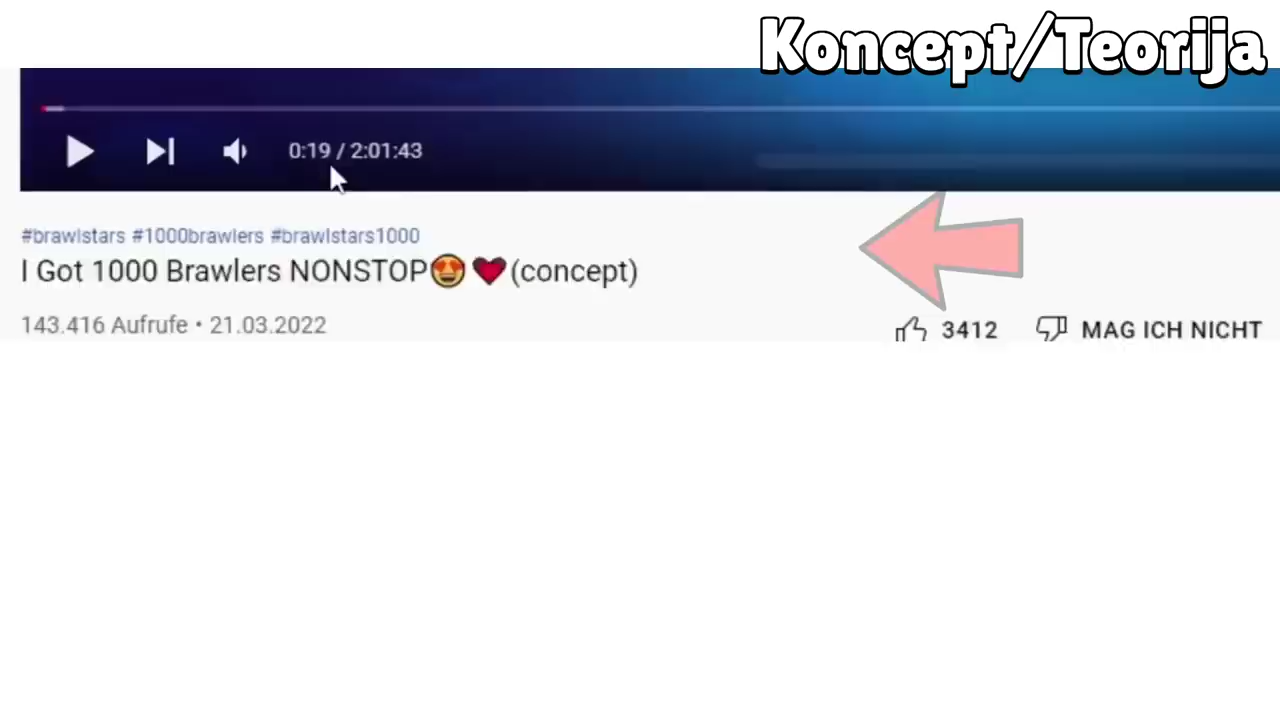 Koncept/Teorija
0:19 / 2:01:43
#brawlstars #1000brawlers #brawlstars1000
I Got 1000 Brawlers NONSTOP😍❤️(concept)
143.416 Aufrufe • 21.03.2022
3412 MAG ICH NICHT